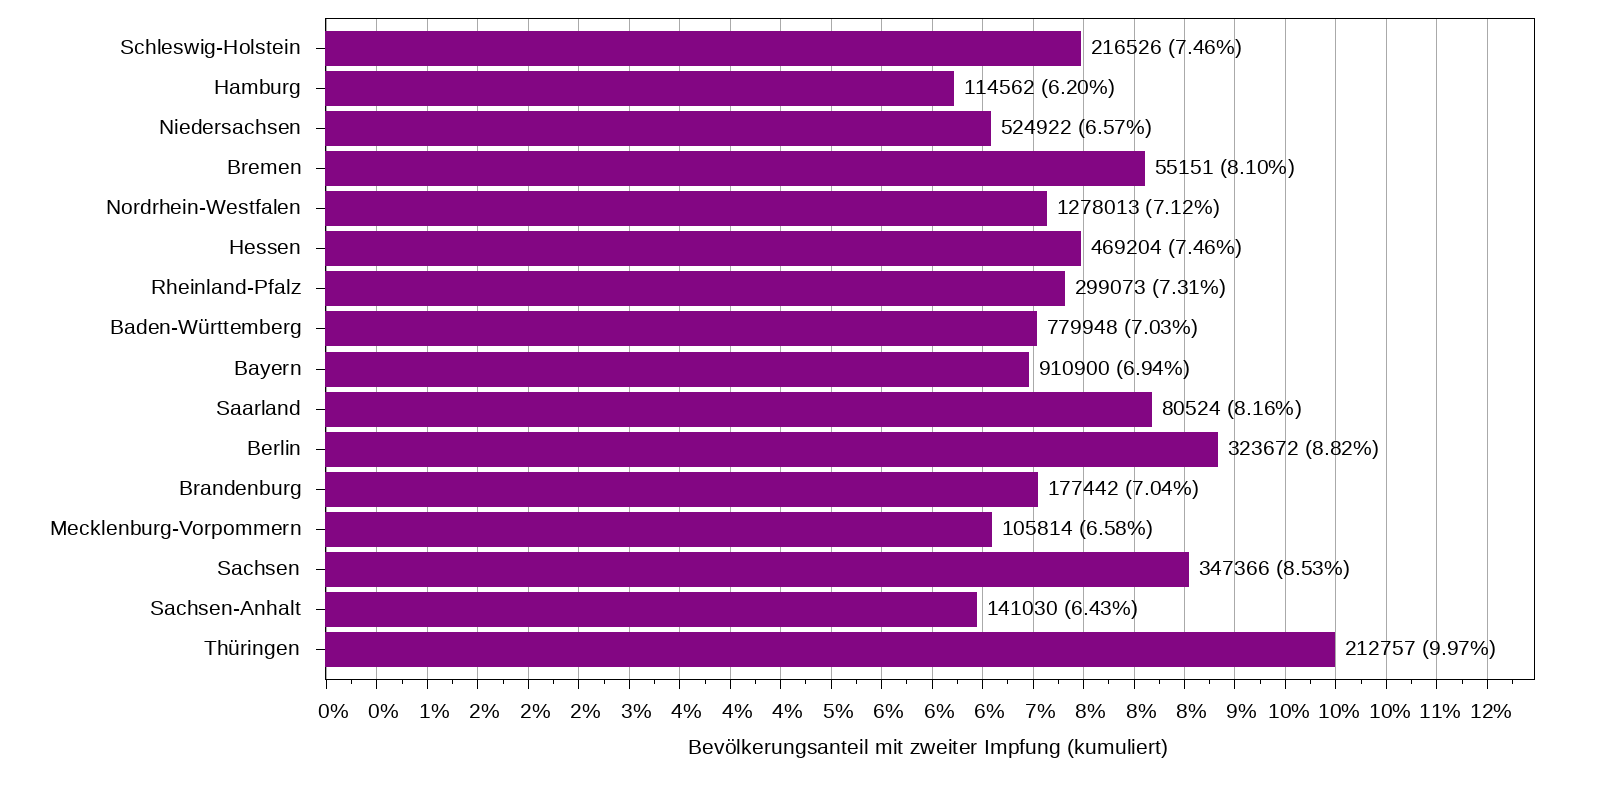 Schleswig-Holstein 216526 (7.46%)
Hamburg 114562 (6.20%)
Niedersachsen 524922 (6.57%)
Bremen 55151 (8.10%)
Nordrhein-Westfalen 1278013 (7.12%)
Hessen 469204 (7.46%)
Rheinland-Pfalz 299073 (7.31%)
Baden-Württemberg 779948 (7.03%)
Bayern 910900 (6.94%)
Saarland 80524 (8.16%)
Berlin 323672 (8.82%)
Brandenburg 177442 (7.04%)
Mecklenburg-Vorpommern 105814 (6.58%)
Sachsen 347366 (8.53%)
Sachsen-Anhalt 141030 (6.43%)
Thüringen 212757 (9.97%)
0% 0% 1% 2% 2% 2% 3% 4% 4% 4% 5% 6% 6% 6% 7% 8% 8% 8% 9% 10% 10% 10% 11% 12%
Bevölkerungsanteil mit zweiter Impfung (kumuliert)